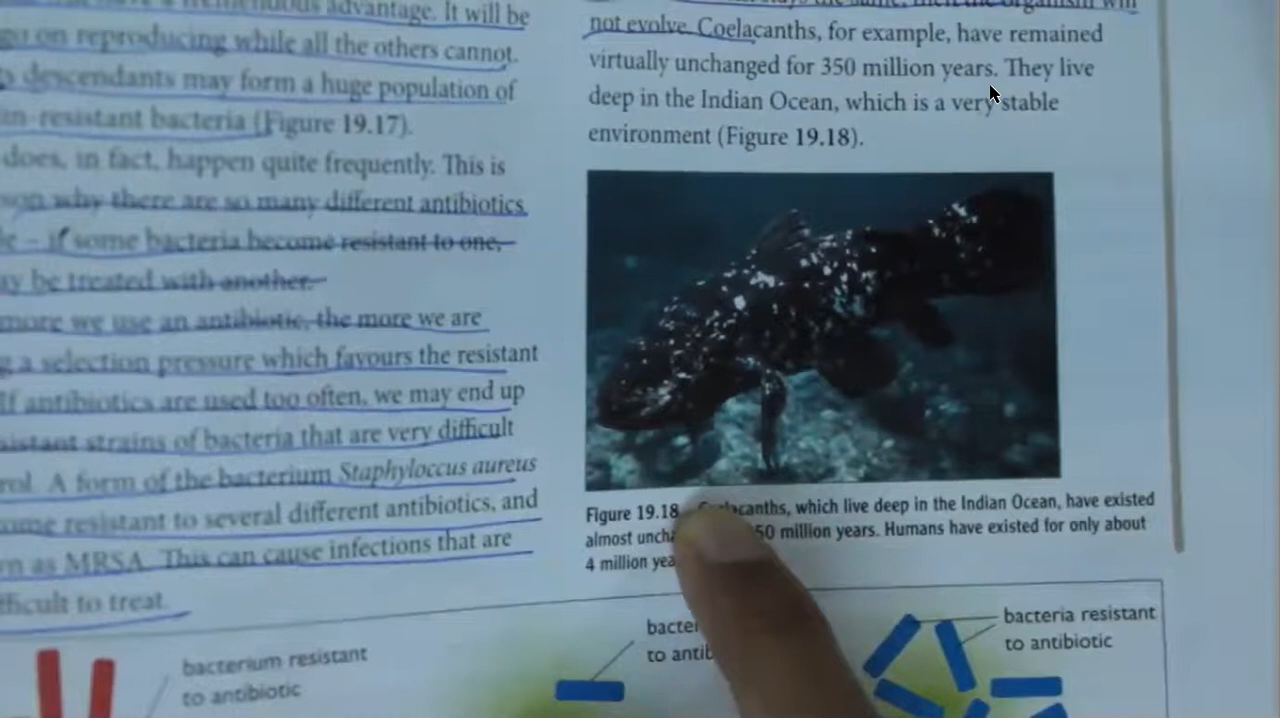 advantage. It will be
go on reproducing while all the others cannot.
descendants may form a huge population of
resistant bacteria (Figure 19.17).
does, in fact, happen quite frequently. This is
why there are so many different antibiotics
– if some bacteria become resistant to one,
be treated with another.
more we use an antibiotic, the more we are
a selection pressure which favours the resistant
If antibiotics are used too often, we may end up
strains of bacteria that are very difficult
A form of the bacterium Staphyloccus aureus
resistant to several different antibiotics, and
as MRSA. This can cause infections that are
to treat.
the same, then the organism will
not evolve. Coelacanths, for example, have remained
virtually unchanged for 350 million years. They live
deep in the Indian Ocean, which is a very stable
environment (Figure 19.18).
Figure 19.18 Coelacanths, which live deep in the Indian Ocean, have existed
almost 50 million years. Humans have existed for only about
4 million
bacterium resistant
to antibiotic
to
bacteria resistant
to antibiotic